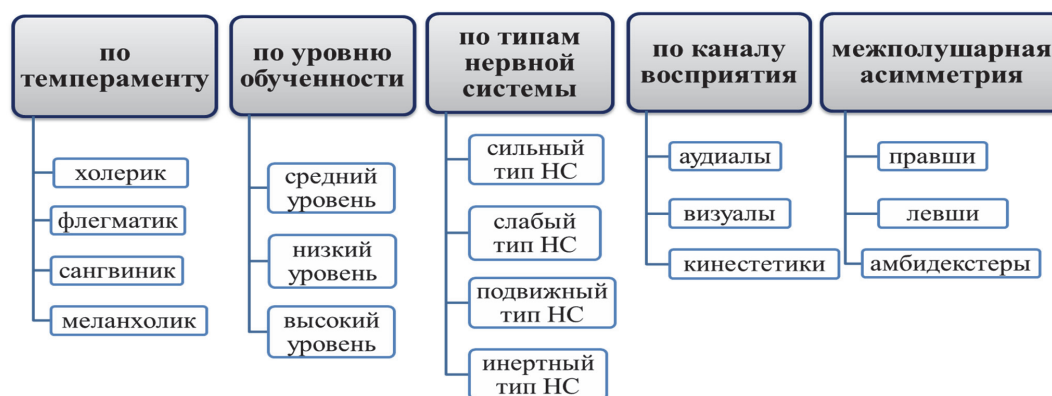 по
темпераменту
холерик
флегматик
сангвиник
меланхолик
по уровню
обученности
средний
уровень
низкий
уровень
высокий
уровень
по типам
нервной
системы
сильный
тип НС
слабый
тип НС
подвижный
тип НС
инертный
тип НС
по каналу
восприятия
аудиалы
визуалы
кинестетики
межполушарная
асимметрия
правши
левши
амбидекстеры